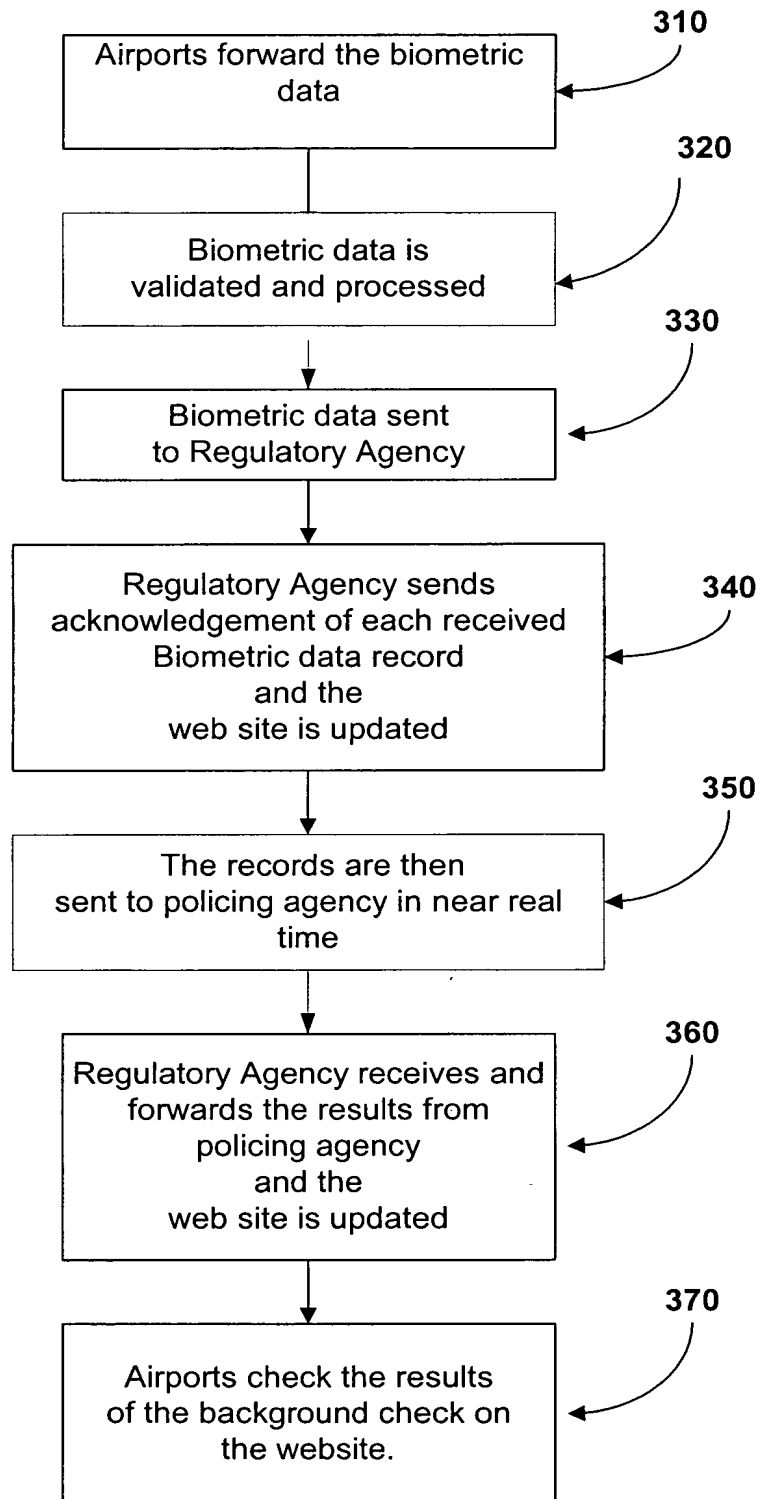 310
Airports forward the biometric
data
320
Biometric data is
validated and processed
330
Biometric data sent
to Regulatory Agency
340
Regulatory Agency sends
acknowledgement of each received
Biometric data record
and the
web site is updated
350
The records are then
sent to policing agency in near real
time
360
Regulatory Agency receives and
forwards the results from
policing agency
and the
web site is updated
370
Airports check the results
of the background check on
the website.